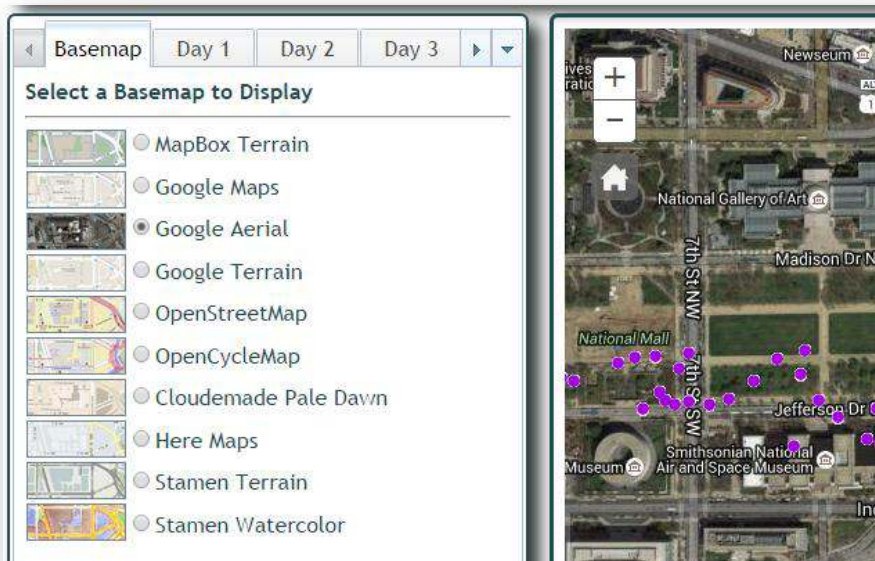 Basemap Day 1 Day 2 Day 3
Select a Basemap to Display
MapBox Terrain
Google Maps
Google Aerial
Google Terrain
OpenStreetMap
OpenCycleMap
Cloudemade Pale Dawn
Here Maps
Stamen Terrain
Stamen Watercolor
+
−
Newseum
National Gallery of Art
7th St NW
Madison Dr N
National Mall
7th St SW
Jefferson Dr
Smithsonian National
Air and Space Museum
Museum